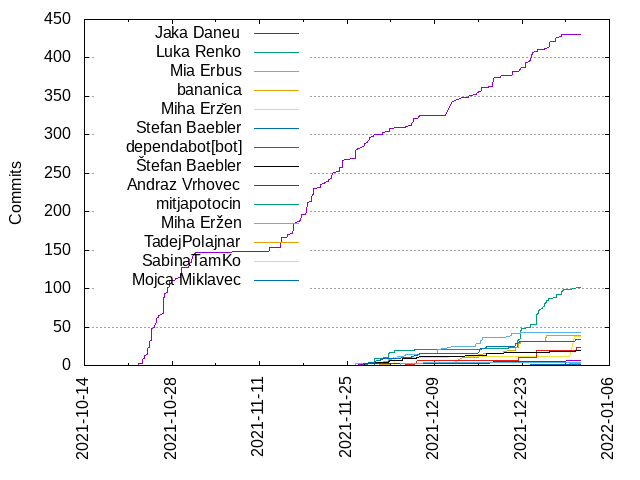 450
400
350
300
250
200
150
100
50
0
Commits
Jaka Daneu
Luka Renko
Mia Erbus
bananica
Miha Erzen
Stefan Baebler
dependabot[bot]
Štefan Baebler
Andraz Vrhovec
mitjapotocin
Miha Eržen
TadejPolajnar
SabinaTamKo
Mojca Miklavec
2021-10-14
2021-10-28
2021-11-11
2021-11-25
2021-12-09
2021-12-23
2022-01-06